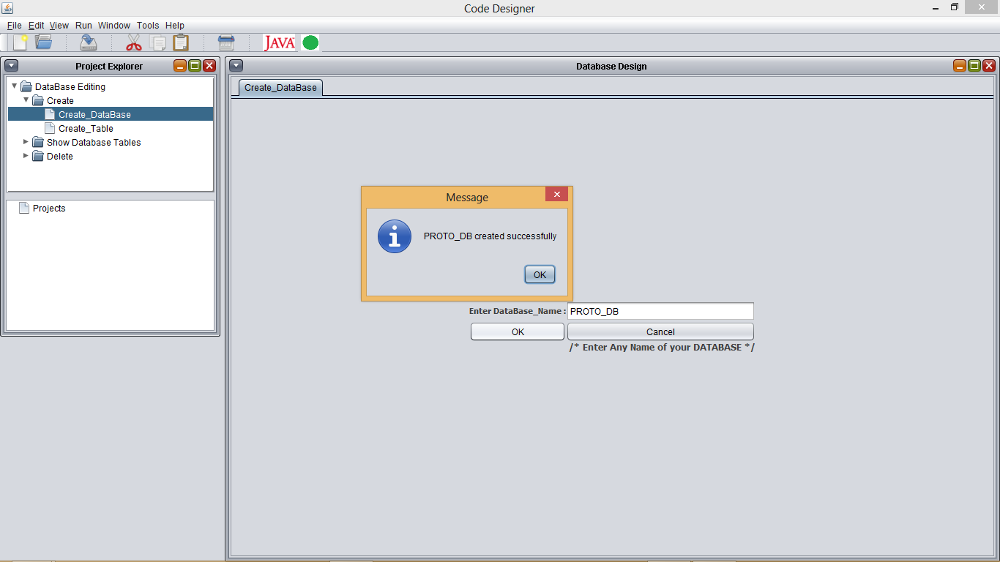 Code Designer
File Edit View Run Window Tools Help
JAVA
Project Explorer
DataBase Editing
Create
Create_DataBase
Create_Table
Show Database Tables
Delete
Projects
Database Design
Create_DataBase
Message
PROTO_DB created successfully
OK
Enter DataBase_Name : PROTO_DB
OK Cancel
/* Enter Any Name of your DATABASE */